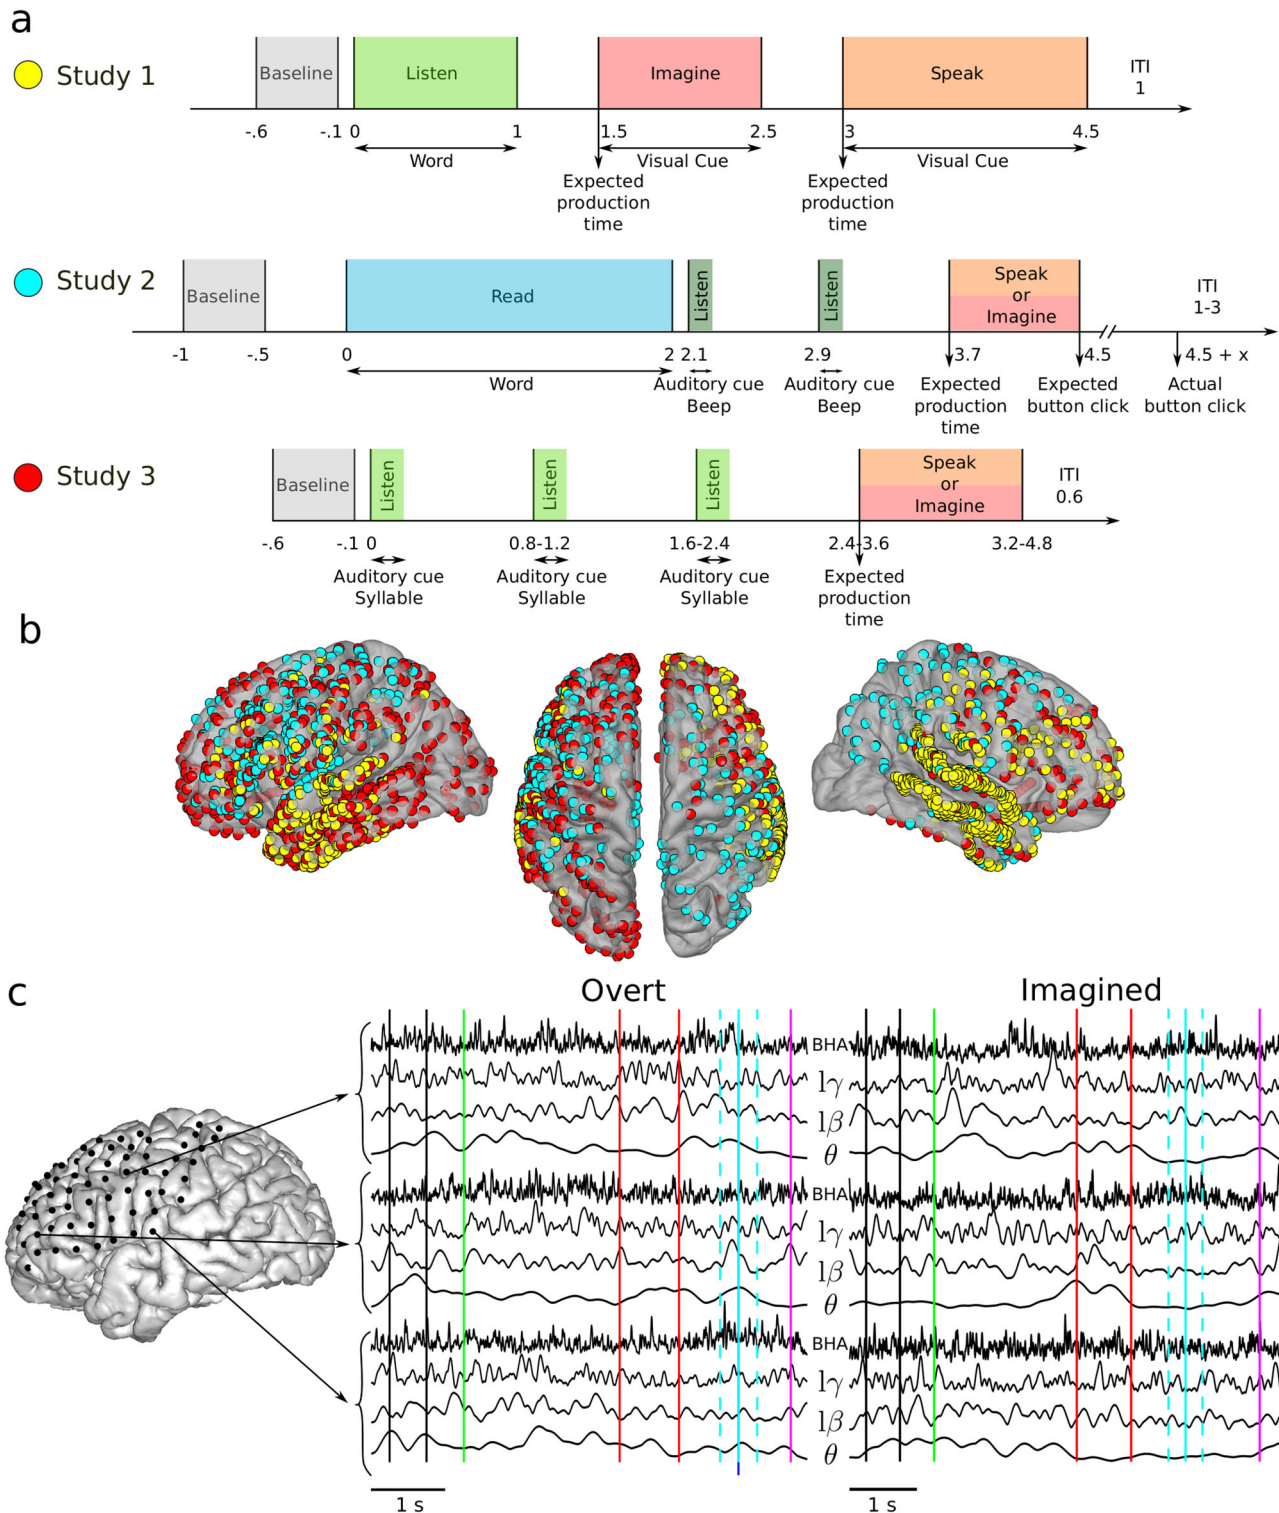 a
Study 1
Baseline
Listen
Imagine
Speak
ITI
1
-.6
-.1
0
1
1.5
2.5
3
4.5
Word
Visual Cue
Visual Cue
Expected
production
time
Expected
production
time
Study 2
Baseline
Read
Listen
Listen
Speak
or
Imagine
ITI
1-3
-1
-.5
0
2
2.1
2.9
3.7
4.5
4.5 + x
Word
Auditory cue
Beep
Auditory cue
Beep
Expected
production
time
Expected
button click
Actual
button click
Study 3
Baseline
Listen
Listen
Listen
Speak
or
Imagine
ITI
0.6
-.6
-.1
0
0.8-1.2
1.6-2.4
2.4-3.6
3.2-4.8
Auditory cue
Syllable
Auditory cue
Syllable
Auditory cue
Syllable
Expected
production
time
b
c
Overt
Imagined
BHA
lγ
lβ
θ
BHA
lγ
lβ
θ
BHA
lγ
lβ
θ
1 s
1 s